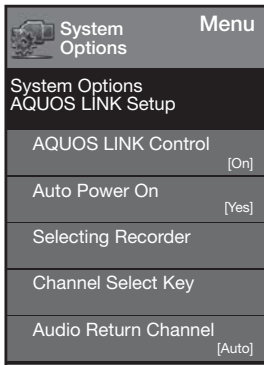 System
Options
Menu
System Options
AQUOS LINK Setup
AQUOS LINK Control
[On]
Auto Power On
[Yes]
Selecting Recorder
Channel Select Key
Audio Return Channel
[Auto]